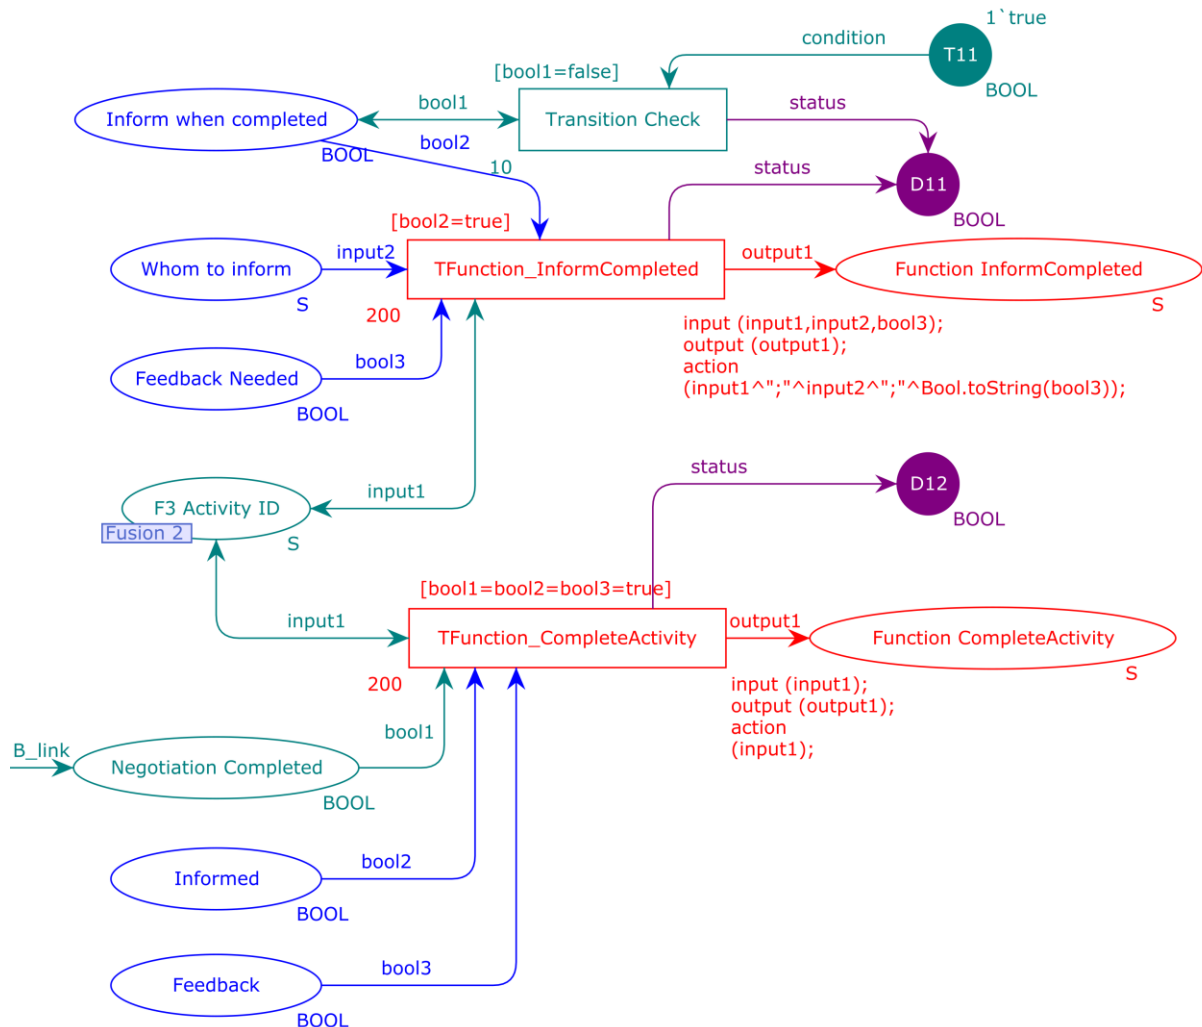 1`true
condition
T11
[bool1=false]
BOOL
bool1
status
Inform when completed
Transition Check
bool2
BOOL
10
status
D11
[bool2=true]
BOOL
input2
output1
Whom to inform
TFunction_InformCompleted
Function InformCompleted
S
S
200
input (input1,input2,bool3);
output (output1);
action
(input1^";"^input2^";"^Bool.toString(bool3));
bool3
Feedback Needed
BOOL
status
D12
input1
F3 Activity ID
BOOL
Fusion 2
S
[bool1=bool2=bool3=true]
input1
output1
TFunction_CompleteActivity
Function CompleteActivity
S
200
input (input1);
output (output1);
action
(input1);
bool1
B_link
Negotiation Completed
BOOL
bool2
Informed
BOOL
bool3
Feedback
BOOL